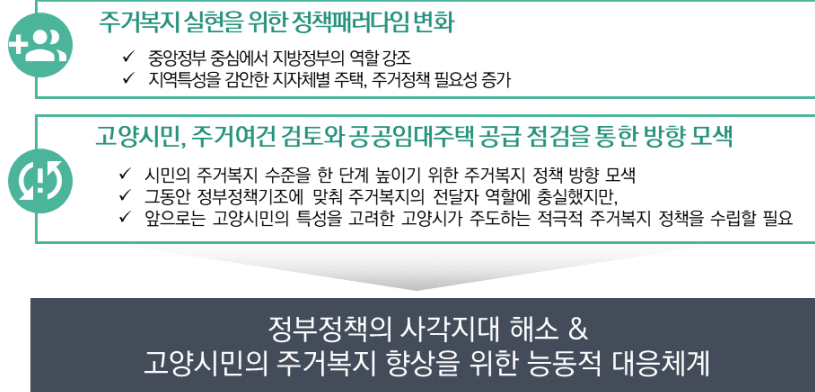 주거복지 실현을 위한 정책패러다임 변화
✓ 중앙정부 중심에서 지방정부의 역할 강조
✓ 지역특성을 감안한 지자체별 주택, 주거정책 필요성 증가
고양시민, 주거여건 검토와 공공임대주택 공급 점검을 통한 방향 모색
✓ 시민의 주거복지 수준을 한 단계 높이기 위한 주거복지 정책 방향 모색
✓ 그동안 정부정책기조에 맞춰 주거복지의 전달자 역할에 충실했지만,
✓ 앞으로는 고양시민의 특성을 고려한 고양시가 주도하는 적극적 주거복지 정책을 수립할 필요
정부정책의 사각지대 해소 &
고양시민의 주거복지 향상을 위한 능동적 대응체계